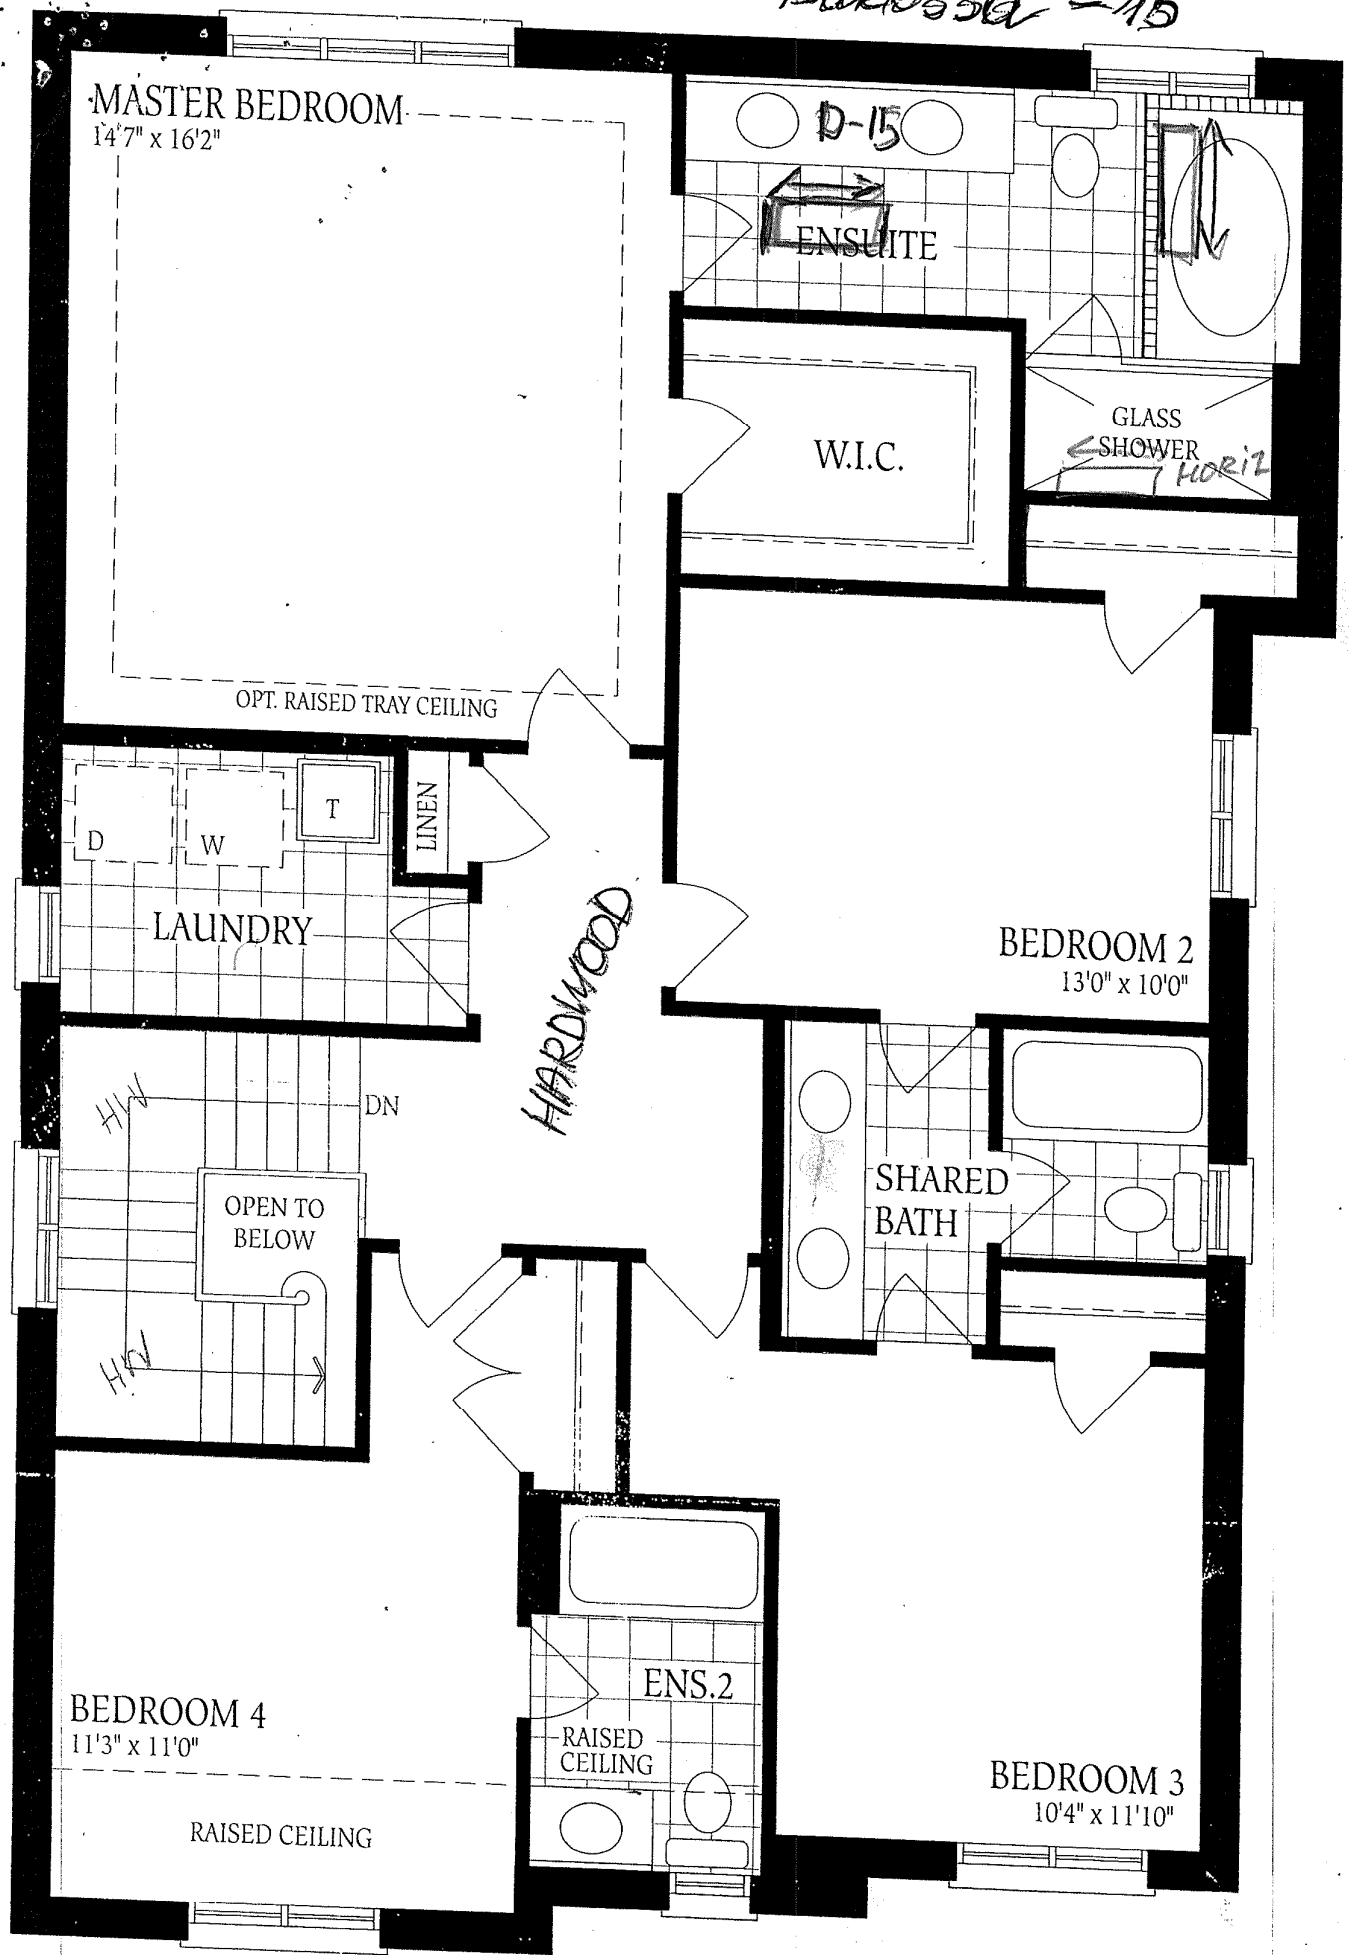 MASTER BEDROOM
14'7" x 16'2"
D-15
ENSUITE
GLASS
SHOWER
HORIZ
W.I.C.
OPT. RAISED TRAY CEILING
D
W
T
LINEN
LAUNDRY
HARDWOOD
BEDROOM 2
13'0" x 10'0"
HW
DN
OPEN TO
BELOW
SHARED
BATH
HW
ENS.2
RAISED
CEILING
BEDROOM 4
11'3" x 11'0"
RAISED CEILING
BEDROOM 3
10'4" x 11'10"